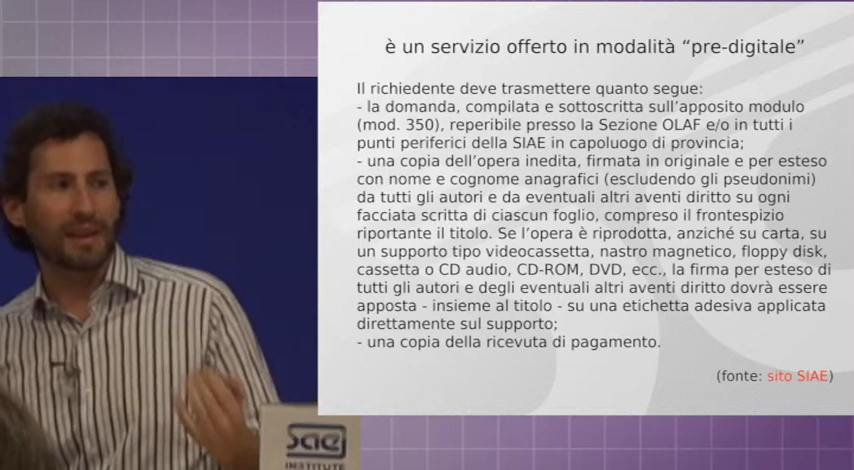 è un servizio offerto in modalità “pre-digitale”
Il richiedente deve trasmettere quanto segue:
- la domanda, compilata e sottoscritta sull’apposito modulo
(mod. 350), reperibile presso la Sezione OLAF e/o in tutti i
punti periferici della SIAE in capoluogo di provincia;
- una copia dell’opera inedita, firmata in originale e per esteso
con nome e cognome anagrafici (escludendo gli pseudonimi)
da tutti gli autori e da eventuali altri aventi diritto su ogni
facciata scritta di ciascun foglio, compreso il frontespizio
riportante il titolo. Se l’opera è riprodotta, anziché su carta, su
un supporto tipo videocassetta, nastro magnetico, floppy disk,
cassetta o CD audio, CD-ROM, DVD, ecc., la firma per esteso di
tutti gli autori e degli eventuali altri aventi diritto dovrà essere
apposta - insieme al titolo - su una etichetta adesiva applicata
direttamente sul supporto;
- una copia della ricevuta di pagamento.
(fonte: sito SIAE)
sae
INSTITUTE